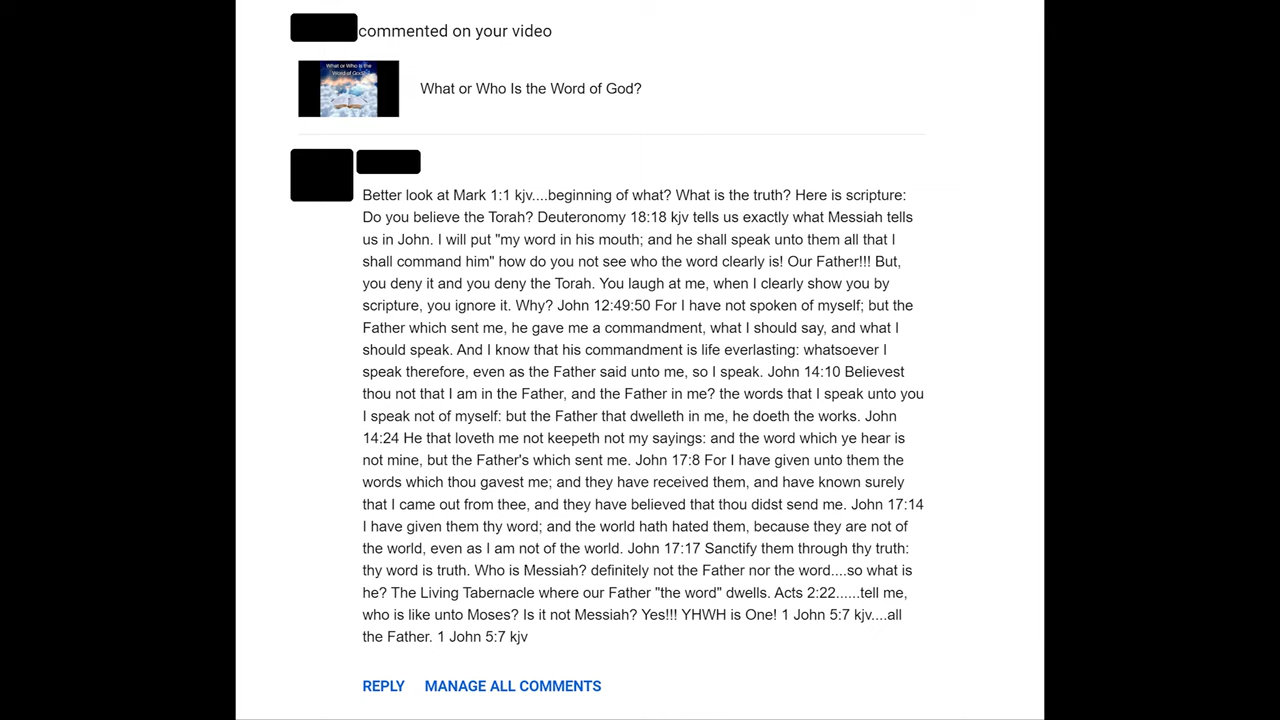 commented on your video
What or Who Is the
Word of God?
What or Who Is the Word of God?
Better look at Mark 1:1 kjv....beginning of what? What is the truth? Here is scripture:
Do you believe the Torah? Deuteronomy 18:18 kjv tells us exactly what Messiah tells
us in John. I will put "my word in his mouth; and he shall speak unto them all that I
shall command him" how do you not see who the word clearly is! Our Father!!! But,
you deny it and you deny the Torah. You laugh at me, when I clearly show you by
scripture, you ignore it. Why? John 12:49:50 For I have not spoken of myself; but the
Father which sent me, he gave me a commandment, what I should say, and what I
should speak. And I know that his commandment is life everlasting: whatsoever I
speak therefore, even as the Father said unto me, so I speak. John 14:10 Believest
thou not that I am in the Father, and the Father in me? the words that I speak unto you
I speak not of myself: but the Father that dwelleth in me, he doeth the works. John
14:24 He that loveth me not keepeth not my sayings: and the word which ye hear is
not mine, but the Father's which sent me. John 17:8 For I have given unto them the
words which thou gavest me; and they have received them, and have known surely
that I came out from thee, and they have believed that thou didst send me. John 17:14
I have given them thy word; and the world hath hated them, because they are not of
the world, even as I am not of the world. John 17:17 Sanctify them through thy truth:
thy word is truth. Who is Messiah? definitely not the Father nor the word....so what is
he? The Living Tabernacle where our Father "the word" dwells. Acts 2:22......tell me,
who is like unto Moses? Is it not Messiah? Yes!!! YHWH is One! 1 John 5:7 kjv....all
the Father. 1 John 5:7 kjv
REPLY MANAGE ALL COMMENTS